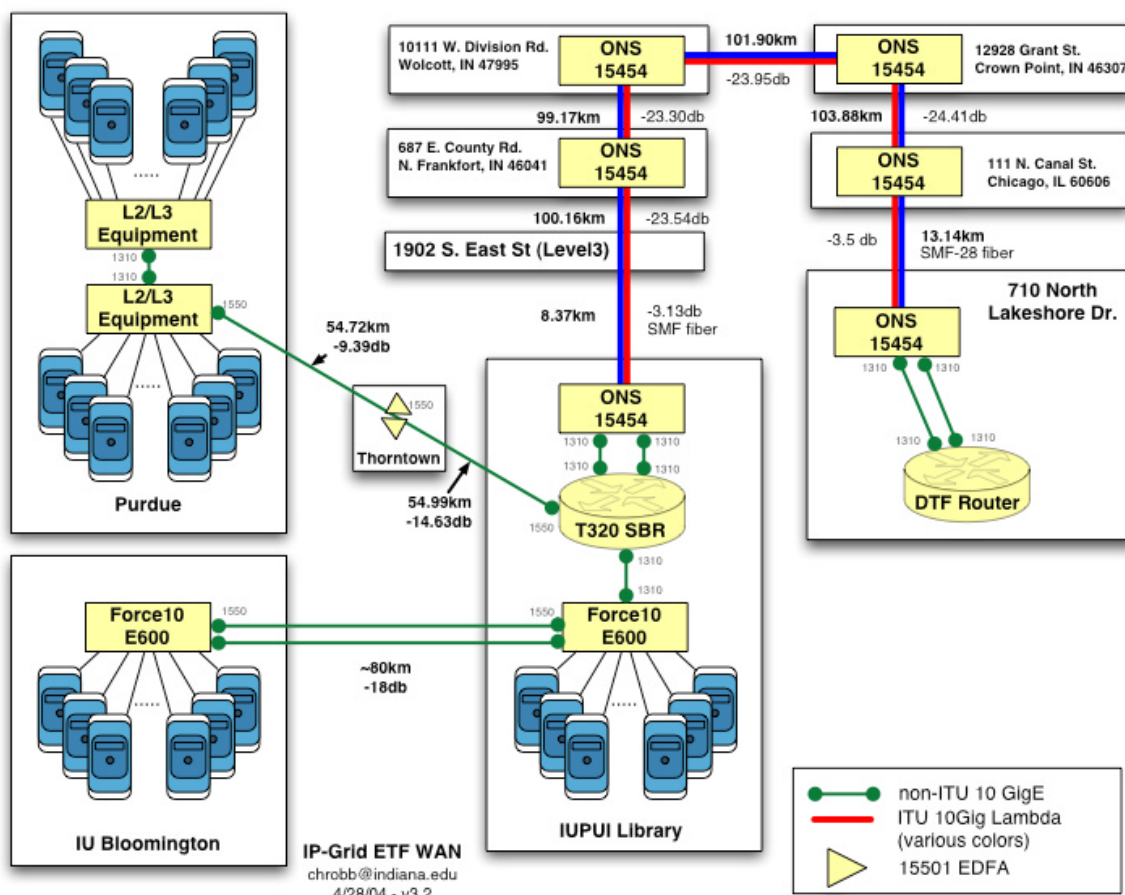 L2/L3
Equipment
1310
1310
L2/L3
Equipment
1550
.....
.....
Purdue
54.72km
-9.39db
1550
Thorntown
54.99km
-14.63db
10111 W. Division Rd.
Wolcott, IN 47995
ONS
15454
101.90km
-23.95db
ONS
15454
12928 Grant St.
Crown Point, IN 46307
99.17km
-23.30db
103.88km
-24.41db
687 E. County Rd.
N. Frankfort, IN 46041
ONS
15454
ONS
15454
111 N. Canal St.
Chicago, IL 60606
100.16km
-23.54db
-3.5 db
13.14km
SMF-28 fiber
1902 S. East St (Level3)
8.37km
-3.13db
SMF fiber
710 North
Lakeshore Dr.
ONS
15454
1310
1310
1310
1310
DTF Router
ONS
15454
1310
1310
1310
1310
1550
T320 SBR
1310
1310
1550
Force10
E600
.....
IUPUI Library
Force10
E600
1550
~80km
-18db
.....
IU Bloomington
IP-Grid ETF WAN
chrobb@indiana.edu
4/28/04 - v3.2
non-ITU 10 GigE
ITU 10Gig Lambda
(various colors)
15501 EDFA